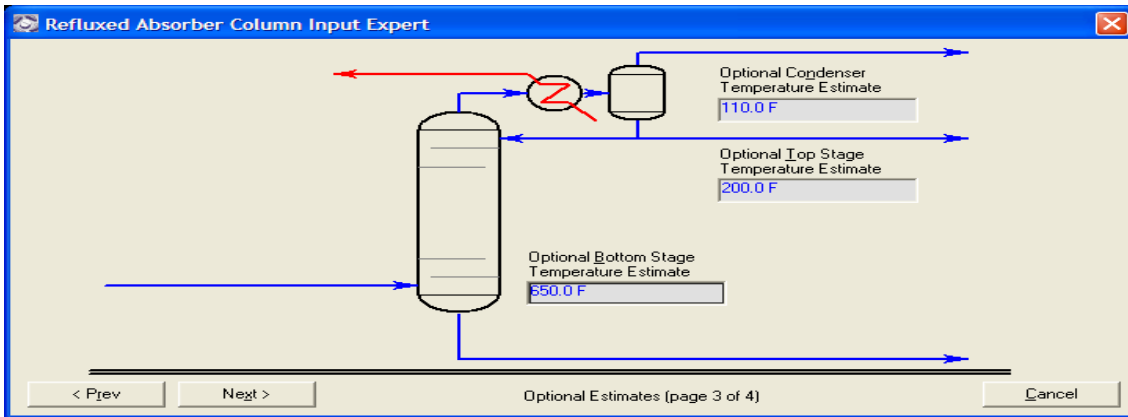 Refluxed Absorber Column Input Expert
Optional Condenser
Temperature Estimate
110.0 F
Optional Top Stage
Temperature Estimate
200.0 F
Optional Bottom Stage
Temperature Estimate
650.0 F
< Prev
Next >
Optional Estimates (page 3 of 4)
Cancel